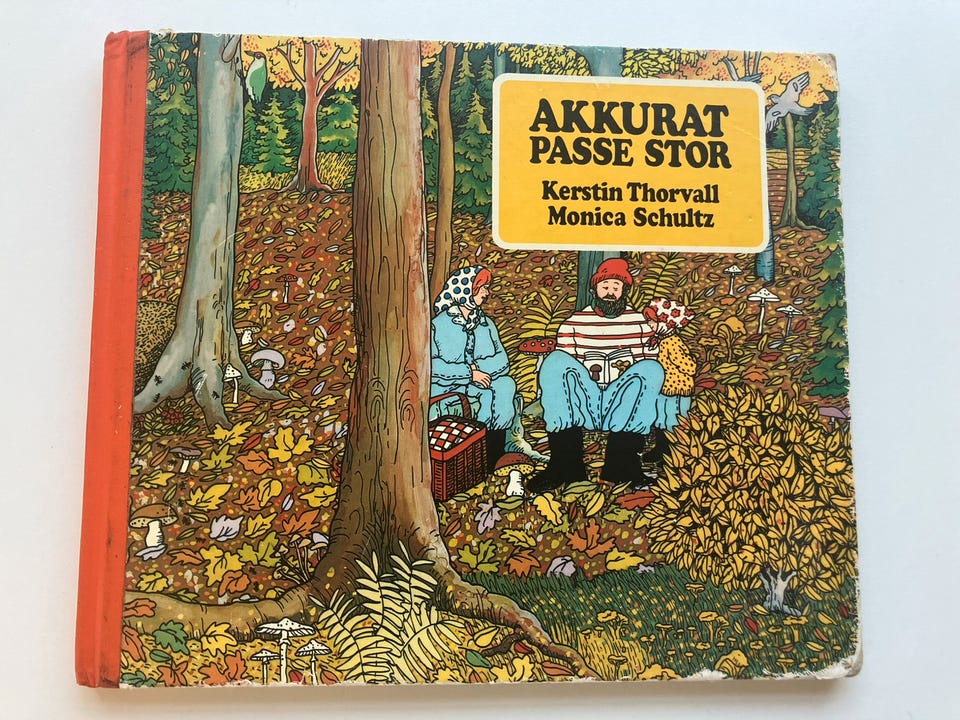 AKKURAT
PASSE STOR
Kerstin Thorvall
Monica Schultz